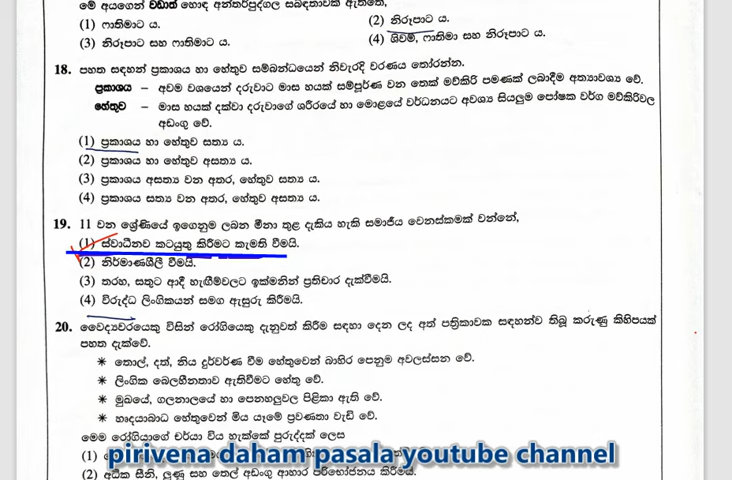 මේ අයගෙන් වඩාත් හොඳ අන්තර්පුද්ගල සබඳතාවක් ඇත්තේ,
(1) ෆාතිමාට ය.
(2) නිරූපාට ය.
(3) නිරූපාට සහ ෆාතිමාට ය.
(4) ශිවම්, ෆාතිමා සහ නිරූපාට ය.
18. පහත සඳහන් ප්‍රකාශය හා හේතුව සම්බන්ධයෙන් නිවැරදි වරණය තෝරන්න.
ප්‍රකාශය – අවම වශයෙන් දරුවාට මාස හයක් සම්පූර්ණ වන තෙක් මව්කිරි පමණක් ලබාදීම අත්‍යාවශ්‍ය වේ.
හේතුව – මාස හයක් දක්වා දරුවාගේ ශරීරයේ හා මොළයේ වර්ධනයට අවශ්‍ය සියලුම පෝෂක වර්ග මව්කිරිවල
අඩංගු වේ.
(1) ප්‍රකාශය හා හේතුව සත්‍ය ය.
(2) ප්‍රකාශය හා හේතුව අසත්‍ය ය.
(3) ප්‍රකාශය අසත්‍ය වන අතර, හේතුව සත්‍ය ය.
(4) ප්‍රකාශය සත්‍ය වන අතර, හේතුව අසත්‍ය ය.
19. 11 වන ශ්‍රේණියේ ඉගෙනුම ලබන මීනා තුළ දැකිය හැකි සමාජීය වෙනස්කමක් වන්නේ,
(1) ස්වාධීනව කටයුතු කිරීමට කැමති වීමයි.
(2) නිර්මාණශීලී වීමයි.
(3) තරහ, සතුට ආදී හැඟීම්වලට ඉක්මනින් ප්‍රතිචාර දැක්වීමයි.
(4) විරුද්ධ ලිංගිකයන් සමග ඇසුරු කිරීමයි.
20. වෛද්‍යවරයෙකු විසින් රෝගියෙකු දැනුවත් කිරීම සඳහා දෙන ලද අත් පත්‍රිකාවක සඳහන්ව තිබූ කරුණු කිහිපයක්
පහත දැක්වේ.
* තොල්, දත්, නිය දුර්වර්ණ වීම හේතුවෙන් බාහිර පෙනුම අවලස්සන වේ.
* ලිංගික බෙලහීනතාව ඇතිවීමට හේතු වේ.
* මුඛයේ, ගලනාලයේ හා පෙනහලුවල පිළිකා ඇති වේ.
* හෘදයාබාධ හේතුවෙන් මිය යෑමේ ප්‍රවණතා වැඩි වේ.
මෙම රෝගියාගේ චර්යා විය හැක්කේ පුරුද්දක් ලෙස
(1)
pirivena daham pasala youtube channel
(2) අධික සීනි, ලුණු සහ තෙල් අඩංගු ආහාර පරිභෝජනය කිරීමයි.